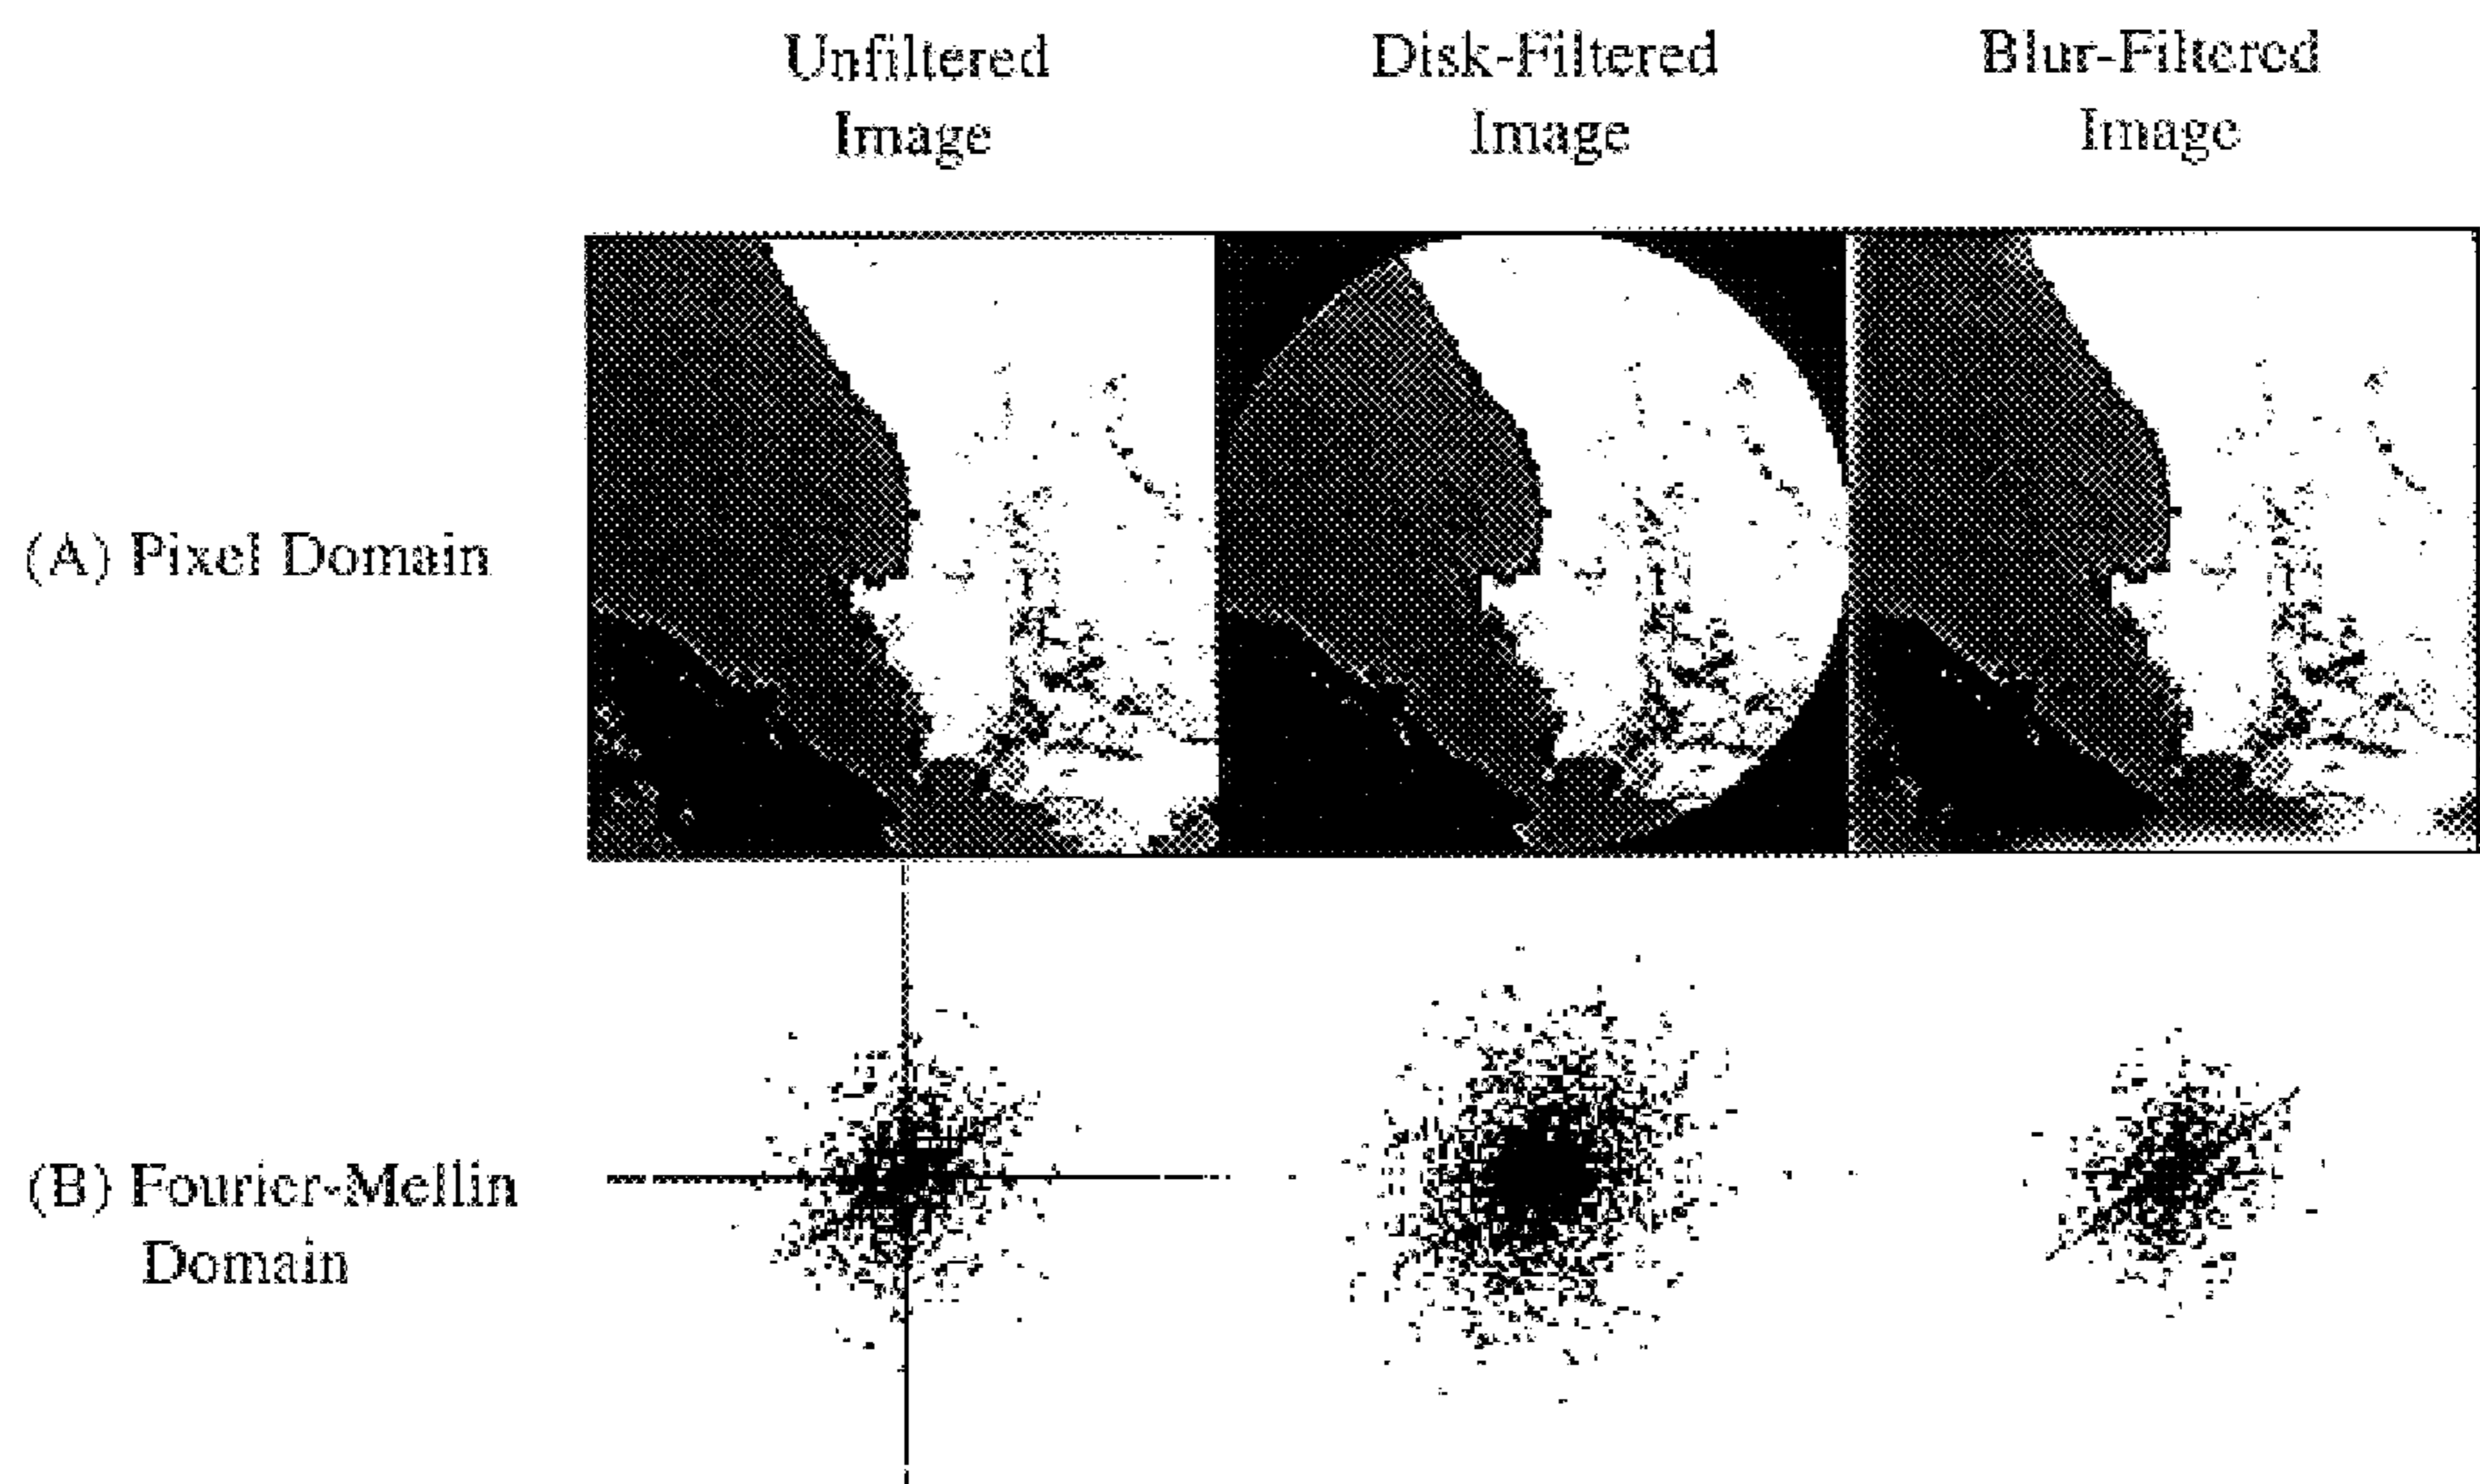 Unfiltered
Image
Disk-Filtered
Image
Blur-Filtered
Image
(A) Pixel Domain
(B) Fourier-Mellin
Domain